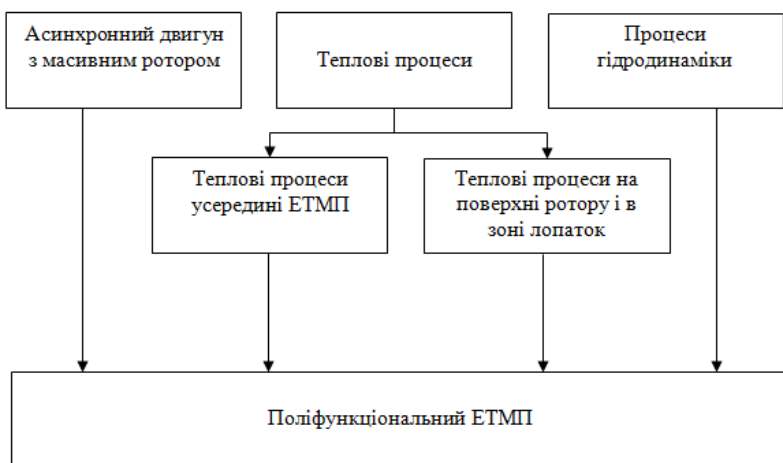 Асинхронний двигун
з масивним ротором
Теплові процеси
Процеси
гідродинаміки
Теплові процеси
усередині ЕТМП
Теплові процеси на
поверхні ротору і в
зоні лопаток
Поліфункціональний ЕТМП